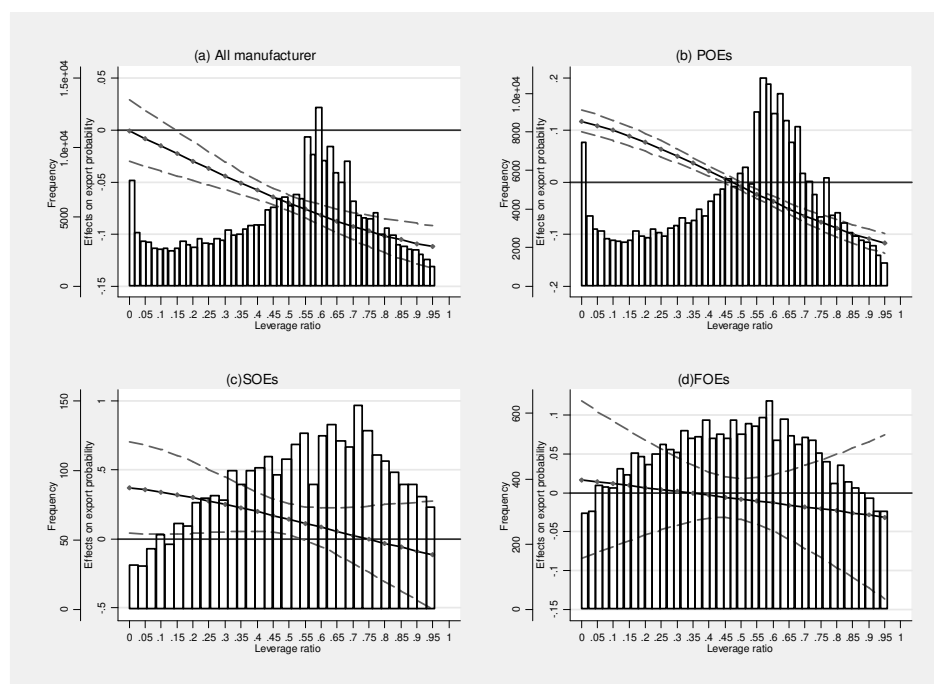 (a) All manufacturer
1.5e+04
1.0e+04
5000
0
Frequency
.05
0
-.05
-.1
-.15
Effects on export probability
0 .05 .1 .15 .2 .25 .3 .35 .4 .45 .5 .55 .6 .65 .7 .75 .8 .85 .9 .95 1
Leverage ratio
(b) POEs
1.0e+04
8000
6000
4000
2000
0
Frequency
.2
.1
0
-.1
-.2
Effects on export probability
0 .05 .1 .15 .2 .25 .3 .35 .4 .45 .5 .55 .6 .65 .7 .75 .8 .85 .9 .95 1
Leverage ratio
(c)SOEs
150
100
50
0
Frequency
1
.5
0
-.5
Effects on export probability
0 .05 .1 .15 .2 .25 .3 .35 .4 .45 .5 .55 .6 .65 .7 .75 .8 .85 .9 .95 1
Leverage ratio
(d)FOEs
600
400
200
0
Frequency
.1
.05
0
-.05
-.1
-.15
Effects on export probability
0 .05 .1 .15 .2 .25 .3 .35 .4 .45 .5 .55 .6 .65 .7 .75 .8 .85 .9 .95 1
Leverage ratio